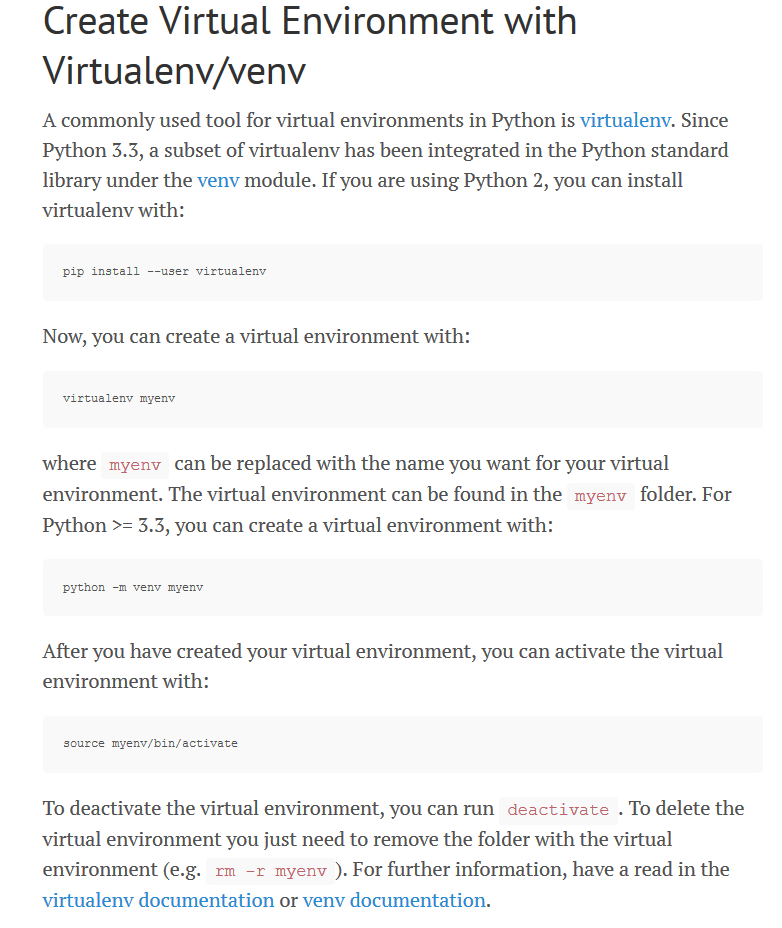 Create Virtual Environment with
Virtualenv/venv
A commonly used tool for virtual environments in Python is virtualenv. Since
Python 3.3, a subset of virtualenv has been integrated in the Python standard
library under the venv module. If you are using Python 2, you can install
virtualenv with:
pip install --user virtualenv
Now, you can create a virtual environment with:
virtualenv myenv
where myenv can be replaced with the name you want for your virtual
environment. The virtual environment can be found in the myenv folder. For
Python >= 3.3, you can create a virtual environment with:
python -m venv myenv
After you have created your virtual environment, you can activate the virtual
environment with:
source myenv/bin/activate
To deactivate the virtual environment, you can run deactivate . To delete the
virtual environment you just need to remove the folder with the virtual
environment (e.g. rm -r myenv ). For further information, have a read in the
virtualenv documentation or venv documentation.